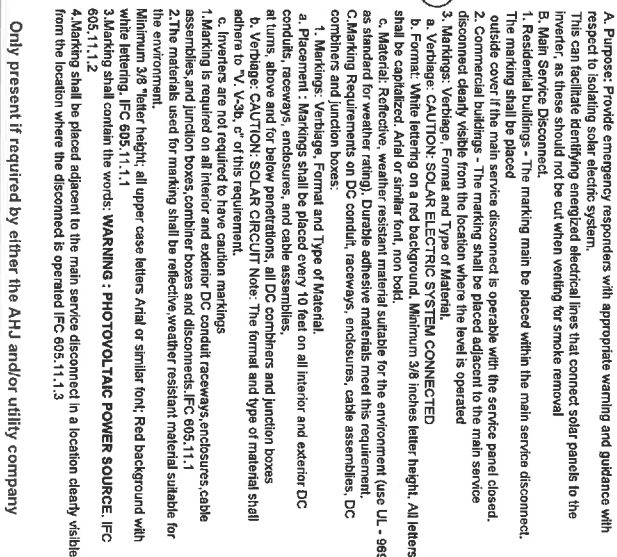 A. Purpose: Provide emergency responders with appropriate warning and guidance with
respect to isolating solar electric system.
This can facilitate identifying energized electrical lines that connect solar panels to the
inverter, as these should not be cut when venting for smoke removal
B. Main Service Disconnect.
1. Residential buildings - The marking main be placed within the main service disconnect.
The marking shall be placed
outside cover if the main service disconnect is operable with the service panel closed.
2. Commercial buildings - The marking shall be placed adjacent to the main service
disconnect clearly visible from the location where the level is operated
3. Markings: Verbiage, Format and Type of Material.
a. Verbiage: CAUTION: SOLAR ELECTRIC SYSTEM CONNECTED
b. Format: White lettering on a red background. Minimum 3/8 inches letter height. All letters
shall be capitalized. Arial or similar font, non bold.
c. Material: Reflective, weather resistant material suitable for the environment (use UL - 969
as standard for weather rating). Durable adhesive materials meet this requirement.
C.Marking Requirements on DC conduit, raceways, enclosures, cable assemblies, DC
combiners and junction boxes:
1. Markings: Verbiage, Format and Type of Material.
a. Placement : Markings shall be placed every 10 feet on all interior and exterior DC
conduits, raceways, enclosures, and cable assemblies,
at turns, above and for below penetrations, all DC combiners and junction boxes
b. Verbiage: CAUTION: SOLAR CIRCUIT Note: The format and type of material shall
adhere to "V. V-3b, c" of this requirement.
c. Inverters are not required to have caution markings
1.Marking is required on all interior and exterior DC conduit raceways,enclosures,cable
assemblies,and junction boxes,combiner boxes and disconnects.IFC 605.11.1
2.The materials used for marking shall be reflective,weather resistant material suitable for
the environment.
Minimum 3/8 "letter height; all upper case letters Arial or similar font; Red background with
white lettering. IFC 605.11.1.1
3.Marking shall contain the words: WARNING : PHOTOVOLTAIC POWER SOURCE. IFC
605.11.1.2
4.Marking shall be placed adjacent to the main service disconnect in a location clearly visible
from the location where the disconnect is operated IFC 605.11.1.3
Only present if required by either the AHJ and/or utility company